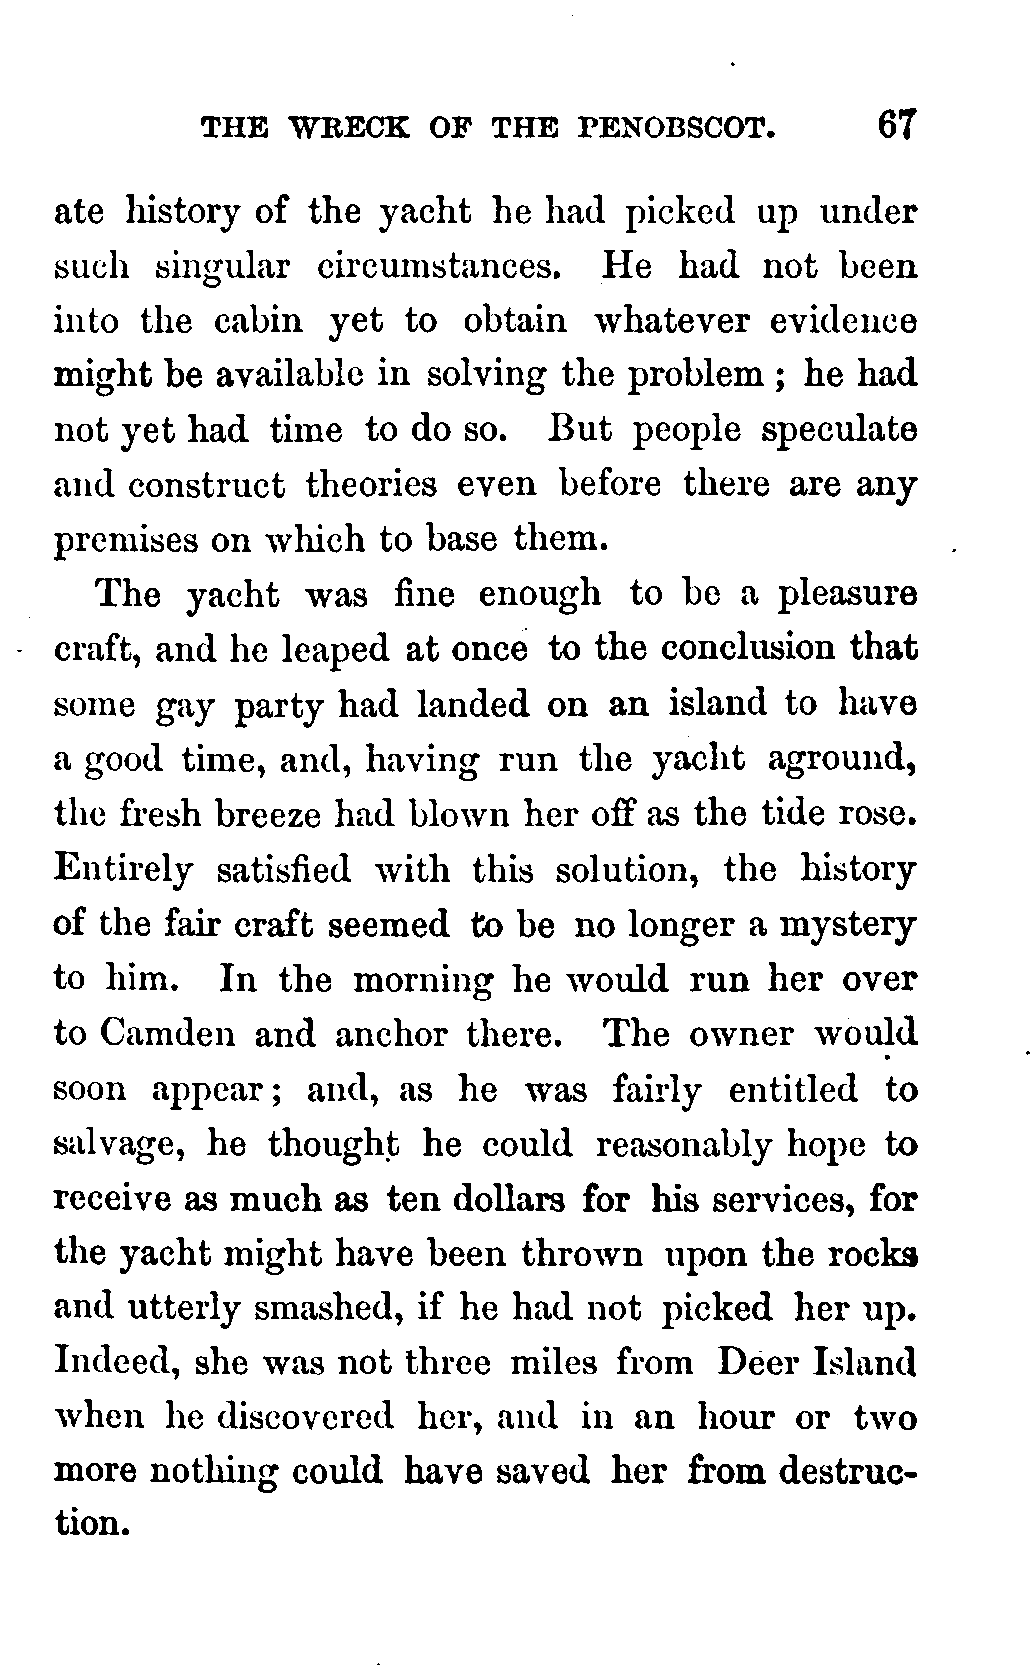 THE WRECK OF THE PENOBSCOT. 67
ate history of the yacht he had picked up under
such singular circumstances. He had not been
into the cabin yet to obtain whatever evidence
might be available in solving the problem ; he had
not yet had time to do so. But people speculate
and construct theories even before there are any
premises on which to base them.
The yacht was fine enough to be a pleasure
craft, and he leaped at once to the conclusion that
some gay party had landed on an island to have
a good time, and, having run the yacht aground,
the fresh breeze had blown her off as the tide rose.
Entirely satisfied with this solution, the history
of the fair craft seemed to be no longer a mystery
to him. In the morning he would run her over
to Camden and anchor there. The owner would
soon appear ; and, as he was fairly entitled to
salvage, he thought he could reasonably hope to
receive as much as ten dollars for his services, for
the yacht might have been thrown upon the rocks
and utterly smashed, if he had not picked her up.
Indeed, she was not three miles from Deer Island
when he discovered her, and in an hour or two
more nothing could have saved her from destruc-
tion.